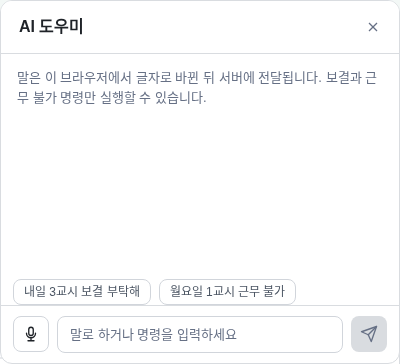 AI 도우미
말은 이 브라우저에서 글자로 바뀐 뒤 서버에 전달됩니다. 보결과 근
무 불가 명령만 실행할 수 있습니다.
내일 3교시 보결 부탁해
월요일 1교시 근무 불가
말로 하거나 명령을 입력하세요